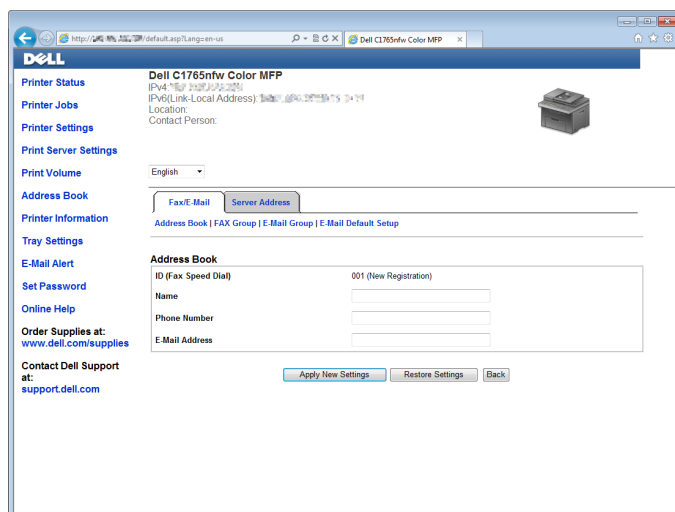 http:// /default.asp?Lang=en-us
Dell C1765nfw Color MFP
DELL
Dell C1765nfw Color MFP
IPv4:
IPv6(Link-Local Address):
Location:
Contact Person:
Printer Status
Printer Jobs
Printer Settings
Print Server Settings
Print Volume
Address Book
Printer Information
Tray Settings
E-Mail Alert
Set Password
Online Help
Order Supplies at:
www.dell.com/supplies
Contact Dell Support
at:
support.dell.com
English
Fax/E-Mail
Server Address
Address Book | FAX Group | E-Mail Group | E-Mail Default Setup
Address Book
ID (Fax Speed Dial) 001 (New Registration)
Name
Phone Number
E-Mail Address
Apply New Settings Restore Settings Back